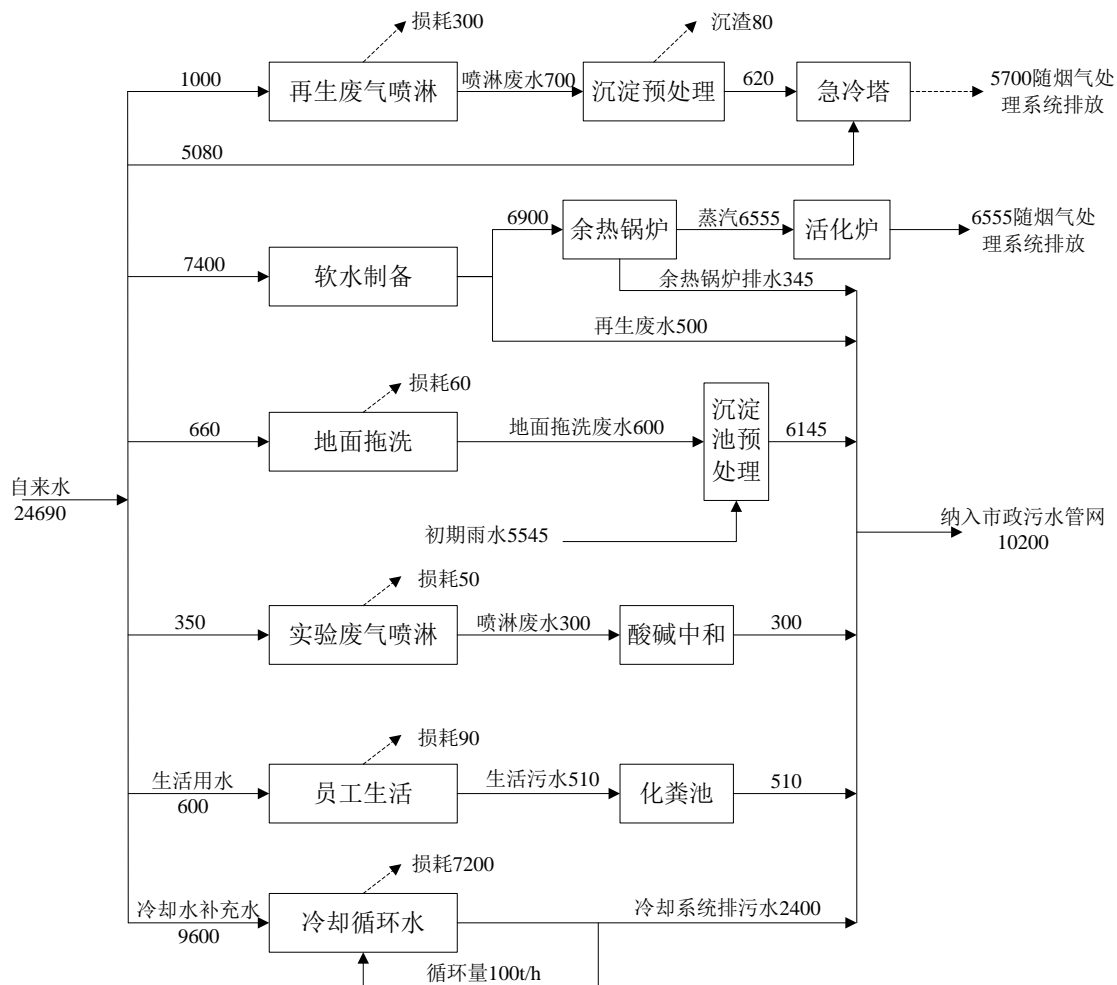 损耗300
沉渣80
1000
再生废气喷淋
喷淋废水700
沉淀预处理
620
急冷塔
5700随烟气处
理系统排放
5080
6900
余热锅炉
蒸汽6555
活化炉
6555随烟气处
理系统排放
7400
软水制备
余热锅炉排水345
再生废水500
损耗60
660
地面拖洗
地面拖洗废水600
沉淀
池预
处理
6145
自来水
24690
初期雨水5545
纳入市政污水管网
10200
损耗50
350
实验废气喷淋
喷淋废水300
酸碱中和
300
损耗90
生活用水
600
员工生活
生活污水510
化粪池
510
损耗7200
冷却水补充水
9600
冷却循环水
冷却系统排污水2400
循环量100t/h